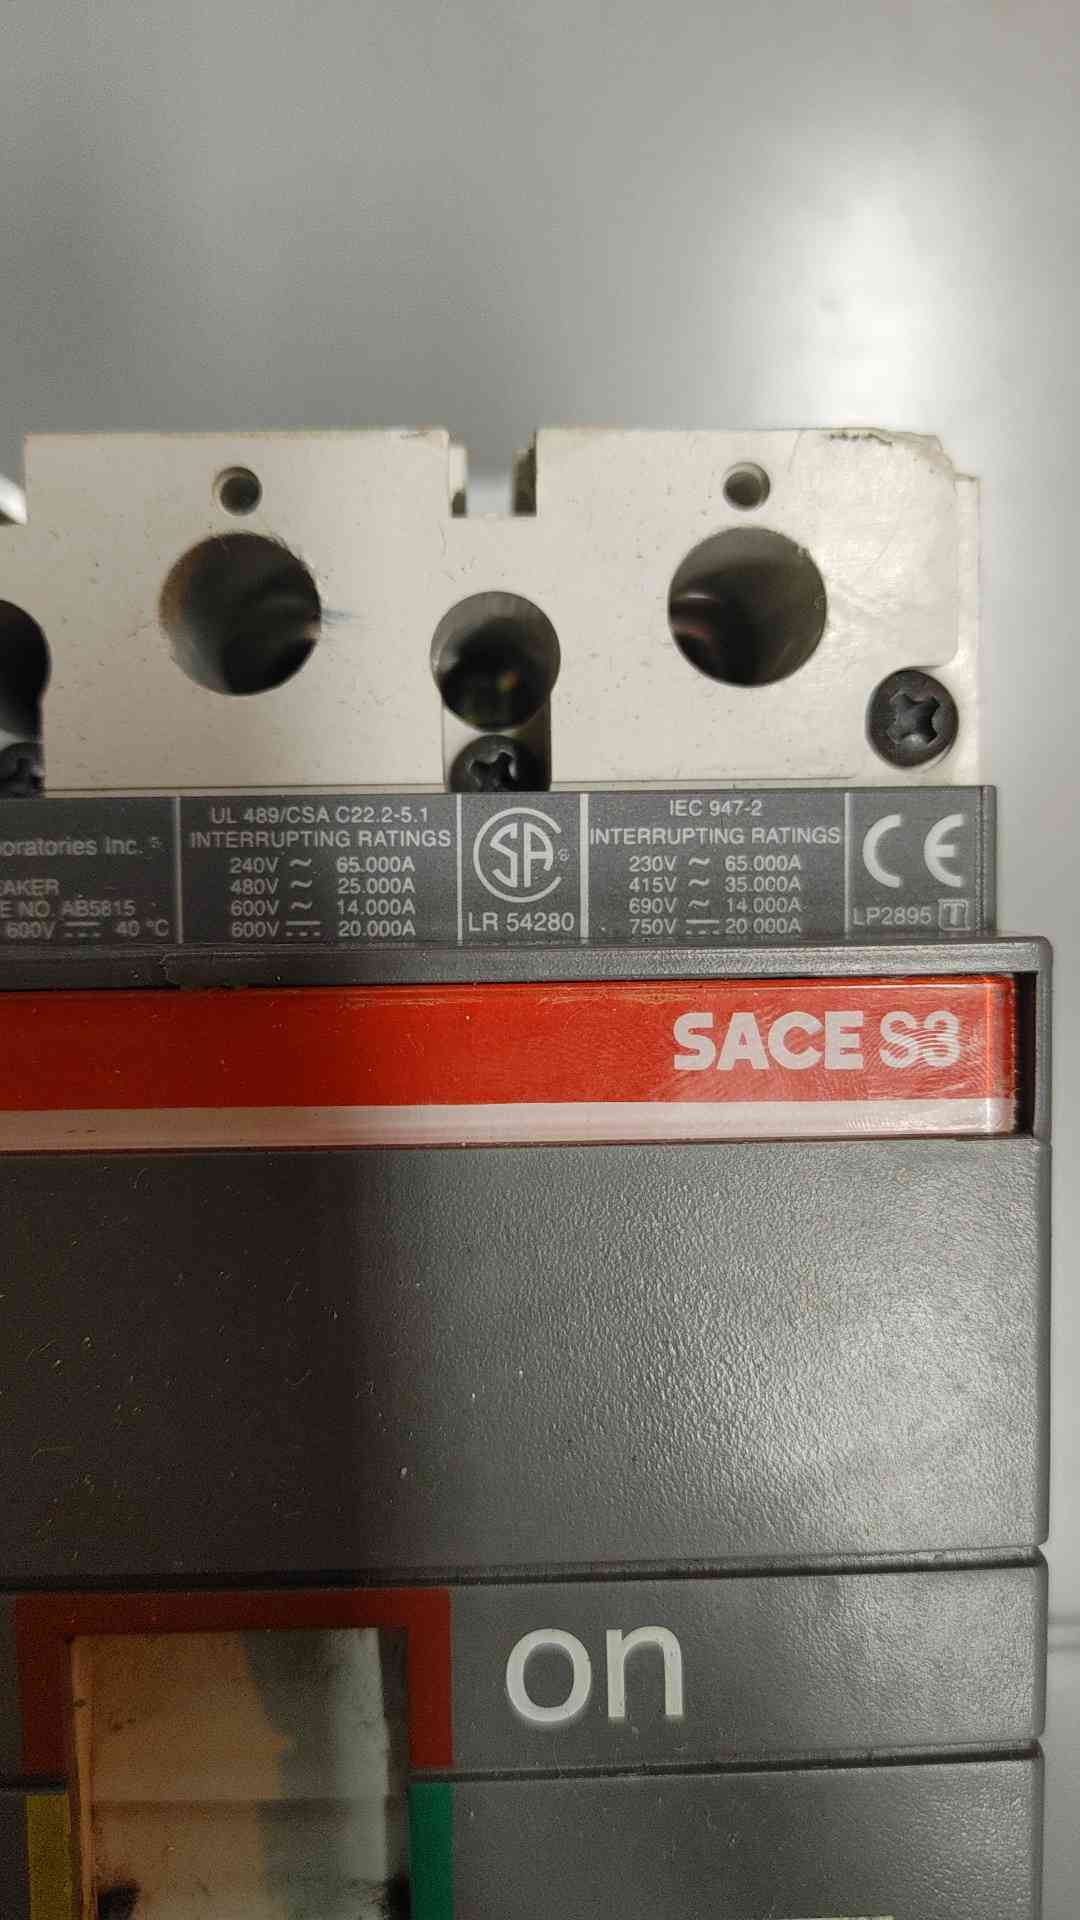 oratories Inc.
AKER
E NO. AB5815
600V 40 °C
UL 489/CSA C22.2-5.1
INTERRUPTING RATINGS
240V ~ 65.000A
480V ~ 25.000A
600V ~ 14.000A
600V ⎓ 20.000A
SA
LR 54280
IEC 947-2
INTERRUPTING RATINGS
230V ~ 65.000A
415V ~ 35.000A
690V ~ 14.000A
750V ⎓ 20.000A
CE
LP2895 T
SACE S3
on